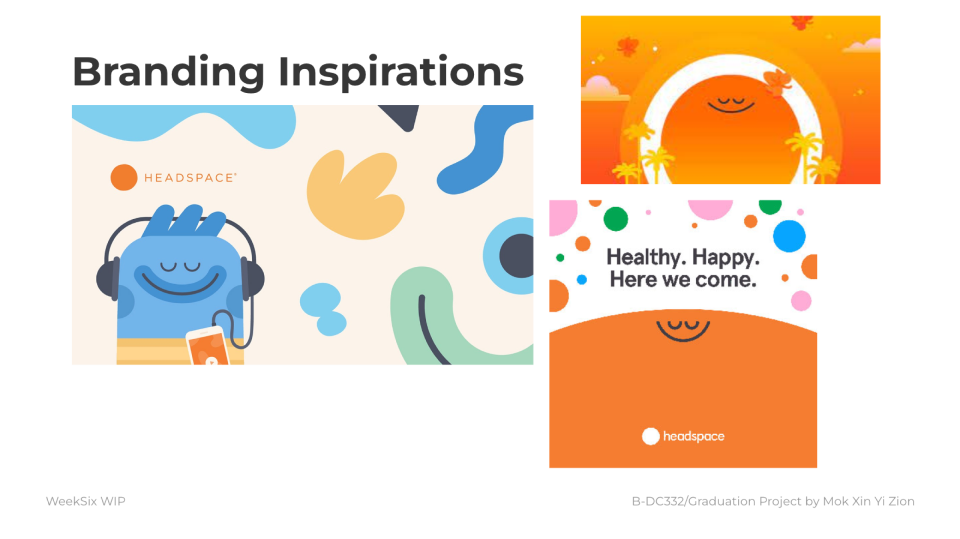 Branding Inspirations
HEADSPACE
Healthy. Happy.
Here we come.
headspace
WeekSix WIP
B-DC332/Graduation Project by Mok Xin Yi Zion